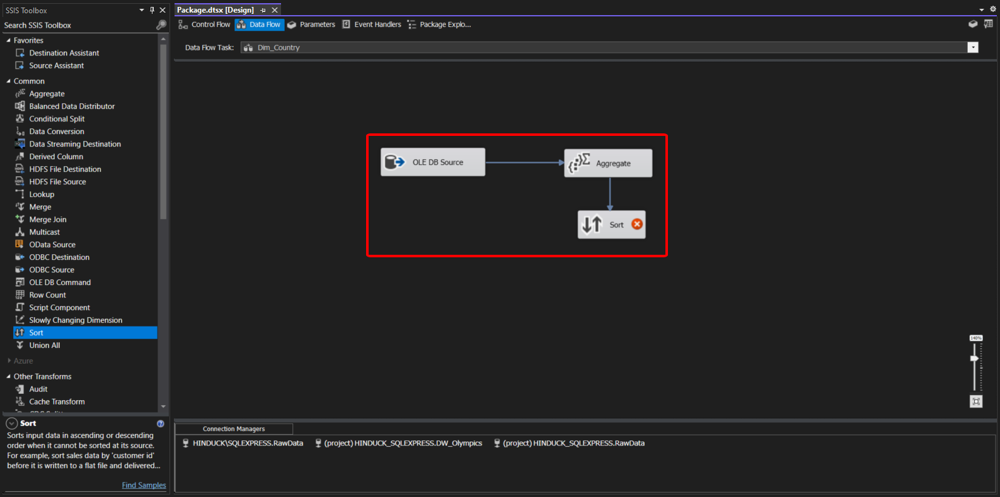 SSIS Toolbox
Search SSIS Toolbox
Favorites
Destination Assistant
Source Assistant
Common
Aggregate
Balanced Data Distributor
Conditional Split
Data Conversion
Data Streaming Destination
Derived Column
HDFS File Destination
HDFS File Source
Lookup
Merge
Merge Join
Multicast
OData Source
ODBC Destination
ODBC Source
OLE DB Command
Row Count
Script Component
Slowly Changing Dimension
Sort
Union All
Azure
Other Transforms
Audit
Cache Transform
Sort
Sorts input data in ascending or descending
order when it cannot be sorted at its source.
For example, sort sales data by 'customer id'
before it is written to a flat file and delivered...
Find Samples
Package.dtsx [Design]
Control Flow Data Flow Parameters Event Handlers Package Explo...
Data Flow Task: Dim_Country
OLE DB Source
Aggregate
Sort
140%
Connection Managers
HINDUCK\SQLEXPRESS.RawData (project) HINDUCK_SQLEXPRESS.DW_Olympics (project) HINDUCK_SQLEXPRESS.RawData